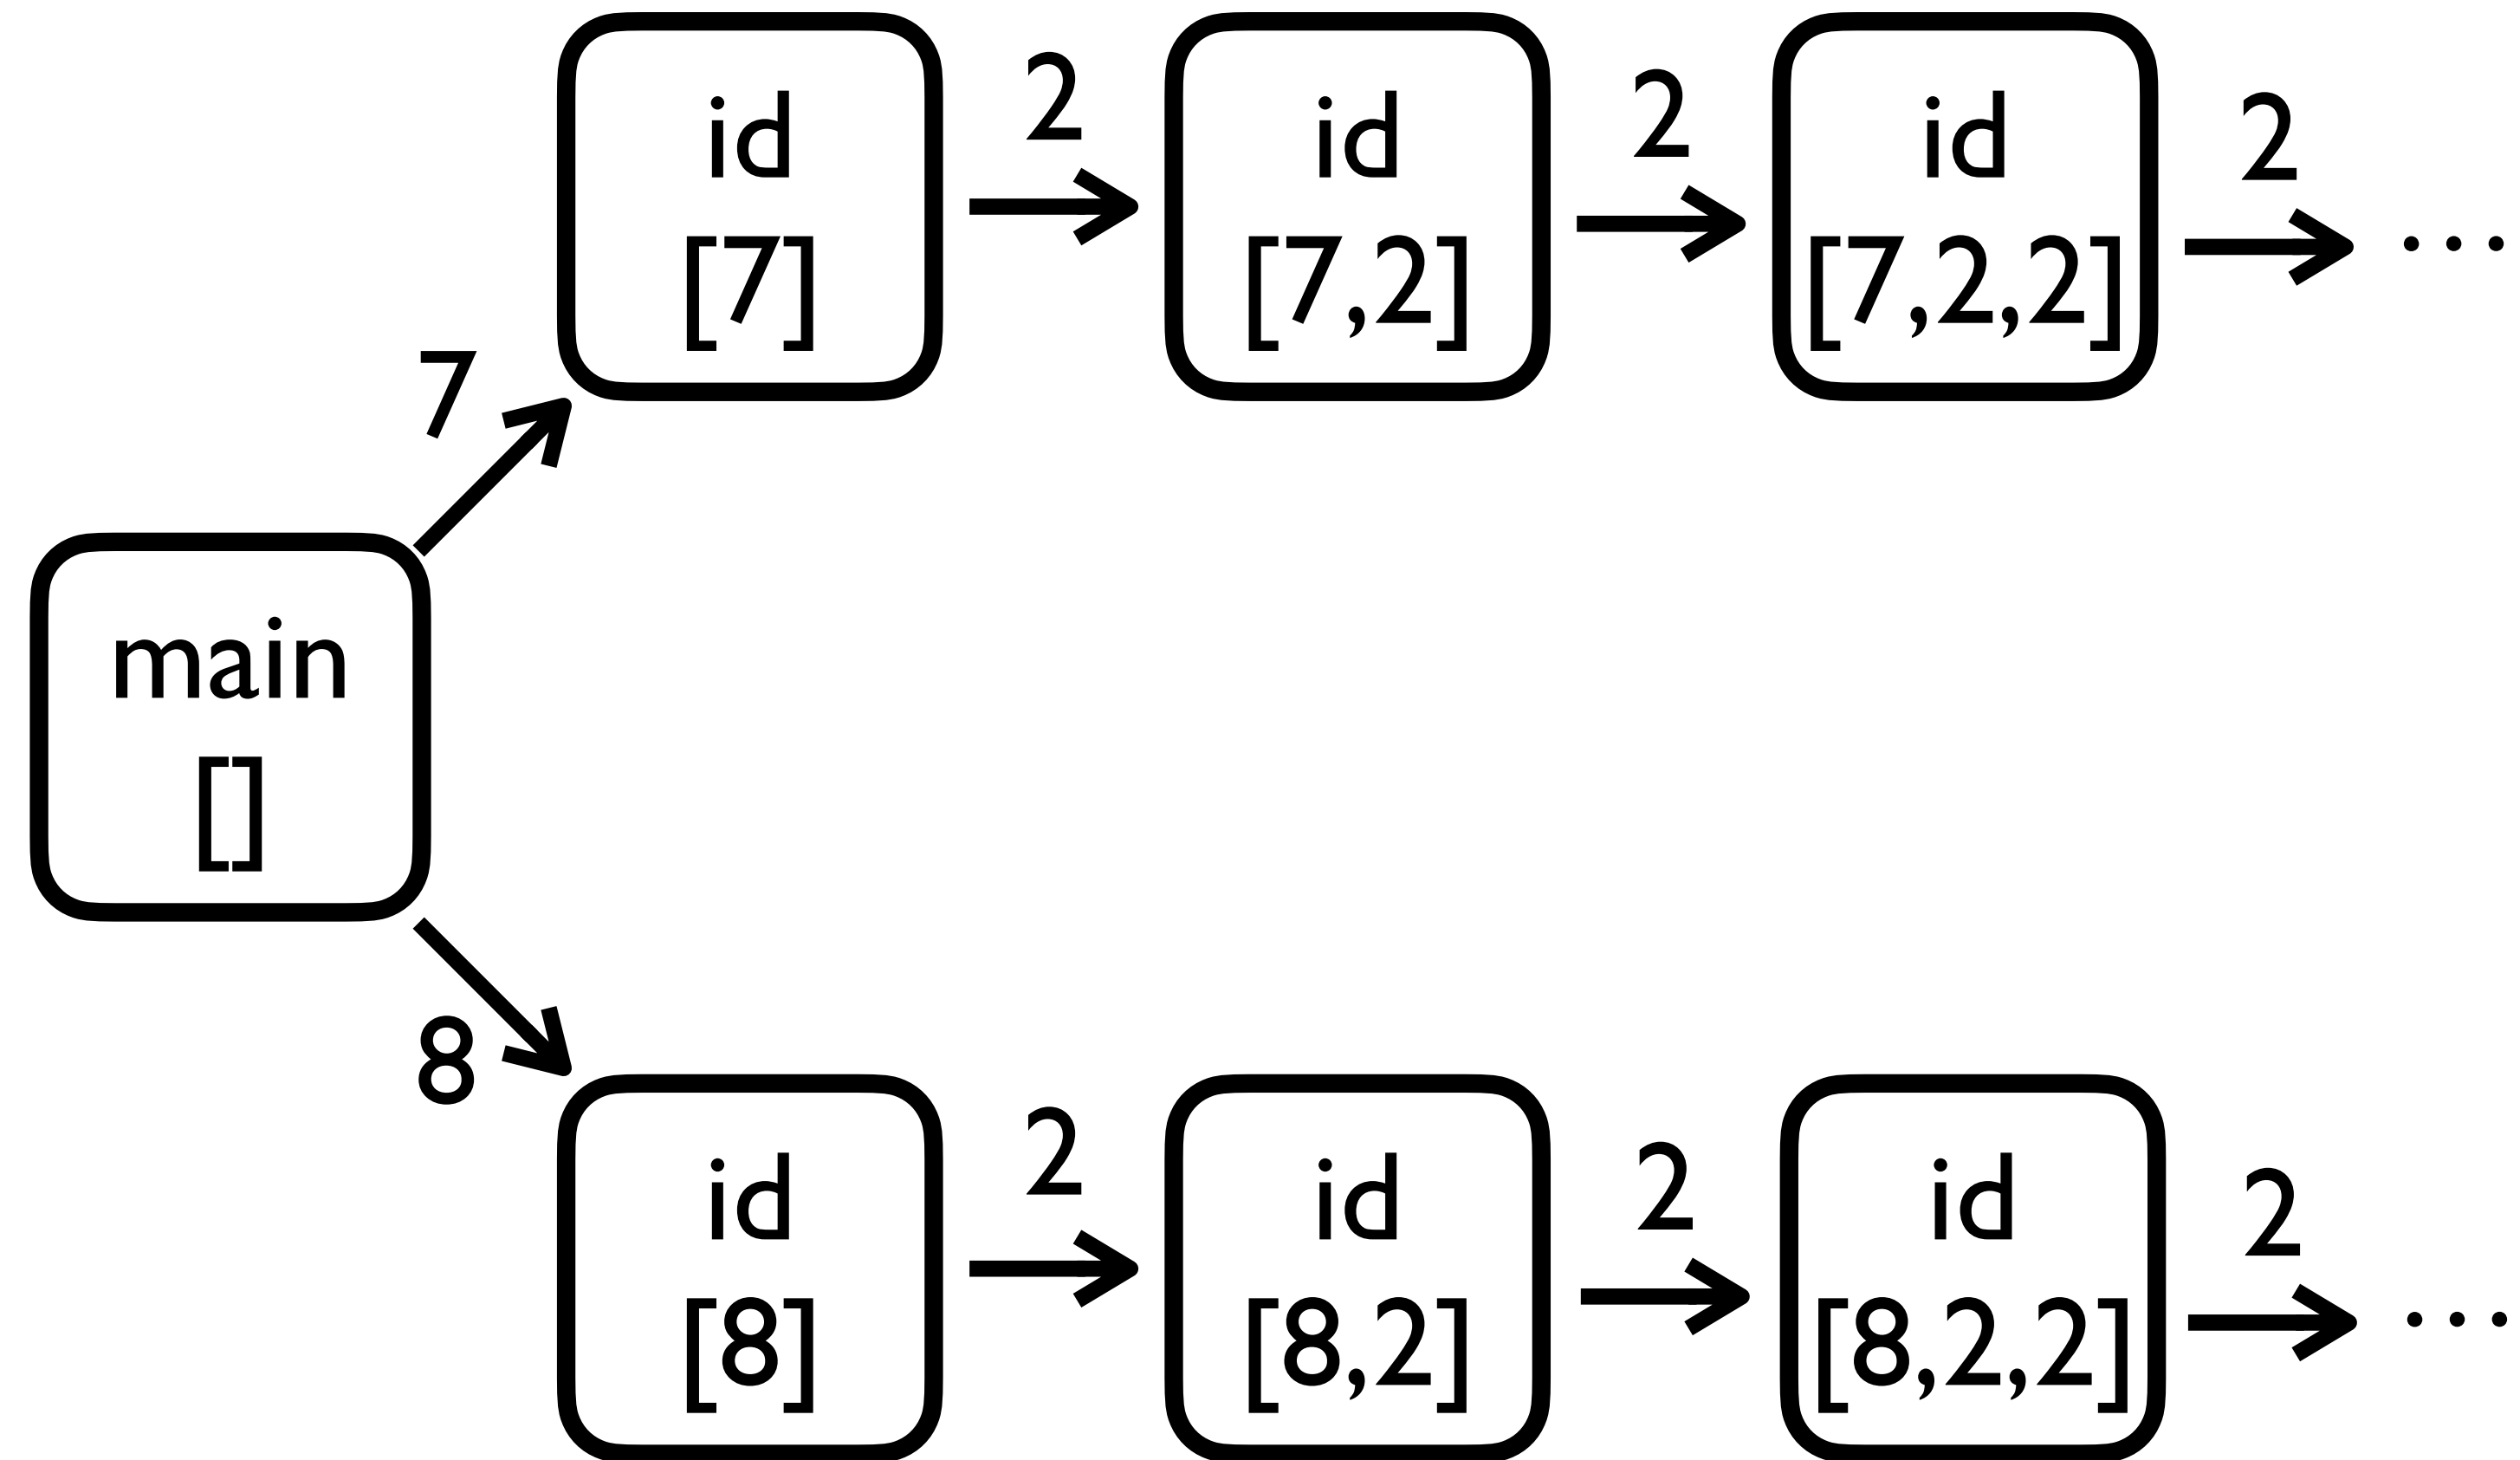 id
[7]
2
id
[7,2]
2
id
[7,2,2]
2
...
7
main
[]
8
id
[8]
2
id
[8,2]
2
id
[8,2,2]
2
...